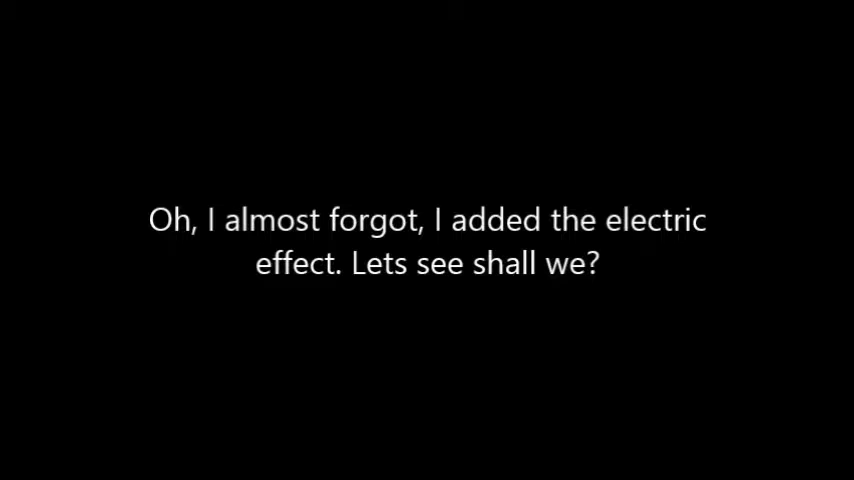 Oh, I almost forgot, I added the electric
effect. Lets see shall we?